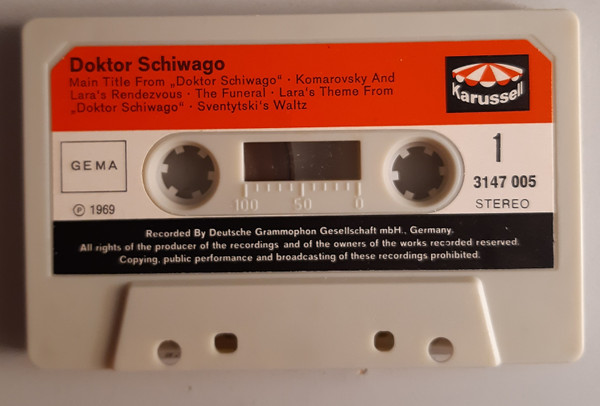 Doktor Schiwago
Main Title From „Doktor Schiwago“ · Komarovsky And
Lara's Rendezvous · The Funeral · Lara's Theme From
„Doktor Schiwago“ · Sventytski's Waltz
Karussell
GEMA
1
3147 005
STEREO
100 50 0
℗ 1969
Recorded By Deutsche Grammophon Gesellschaft mbH., Germany.
All rights of the producer of the recordings and of the owners of the works recorded reserved.
Copying, public performance and broadcasting of these recordings prohibited.